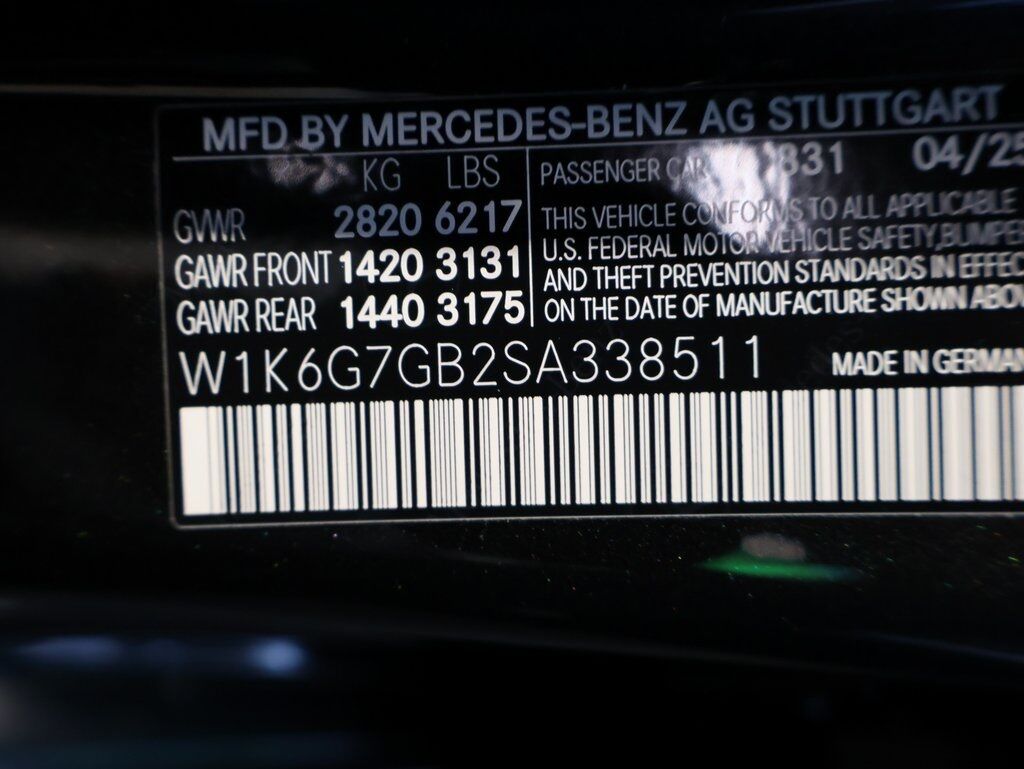 MFD BY MERCEDES-BENZ AG STUTTGART
KG LBS
PASSENGER CAR 831 04/25
GVWR 2820 6217
GAWR FRONT 1420 3131
GAWR REAR 1440 3175
THIS VEHICLE CONFORMS TO ALL APPLICABLE
U.S. FEDERAL MOTOR VEHICLE SAFETY, BUMPER
AND THEFT PREVENTION STANDARDS IN EFFEC
ON THE DATE OF MANUFACTURE SHOWN ABO
W1K6G7GB2SA338511
MADE IN GERMAN